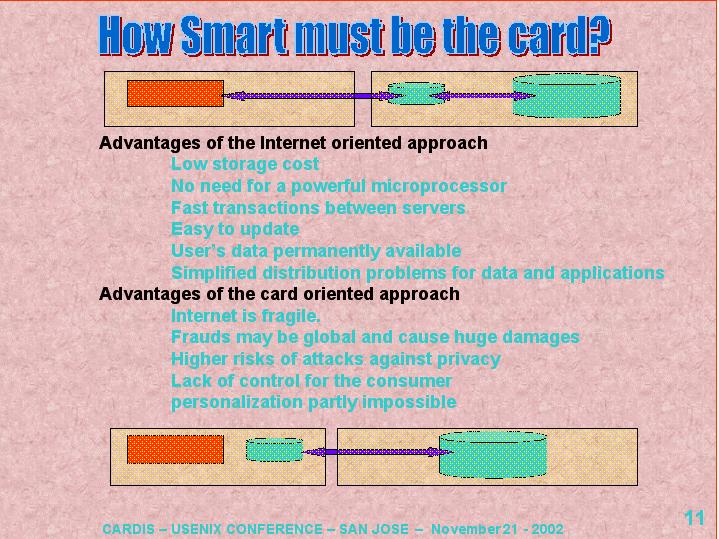 How Smart must be the card?
Advantages of the Internet oriented approach
Low storage cost
No need for a powerful microprocessor
Fast transactions between servers
Easy to update
User's data permanently available
Simplified distribution problems for data and applications
Advantages of the card oriented approach
Internet is fragile.
Frauds may be global and cause huge damages
Higher risks of attacks against privacy
Lack of control for the consumer
personalization partly impossible
11
CARDIS – USENIX CONFERENCE – SAN JOSE – November 21 - 2002